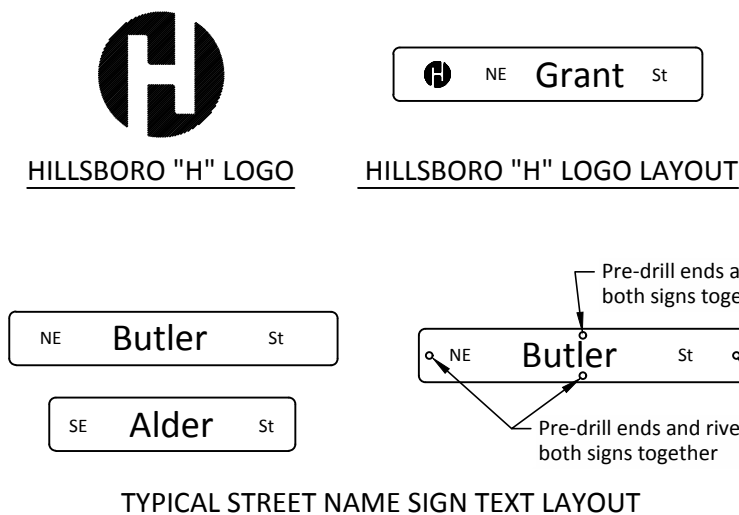 H
HILLSBORO "H" LOGO
H NE Grant St
HILLSBORO "H" LOGO LAYOUT
NE Butler St
SE Alder St
Pre-drill ends a
both signs toge
NE Butler St
Pre-drill ends and rive
both signs together
TYPICAL STREET NAME SIGN TEXT LAYOUT